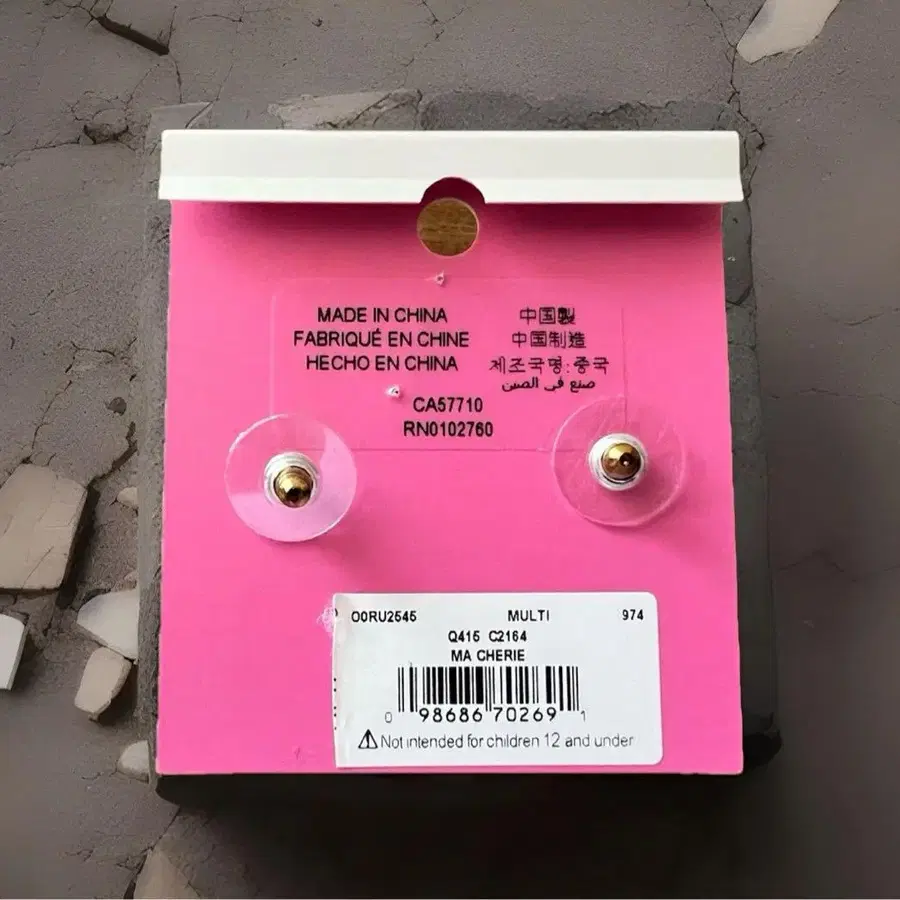 MADE IN CHINA
FABRIQUÉ EN CHINE
HECHO EN CHINA
中国製
中国制造
제조국명:중국
صنع في الصين
CA57710
RN0102760
O0RU2545 MULTI 974
Q415 C2164
MA CHERIE
0 98686 70269 1
⚠ Not intended for children 12 and under